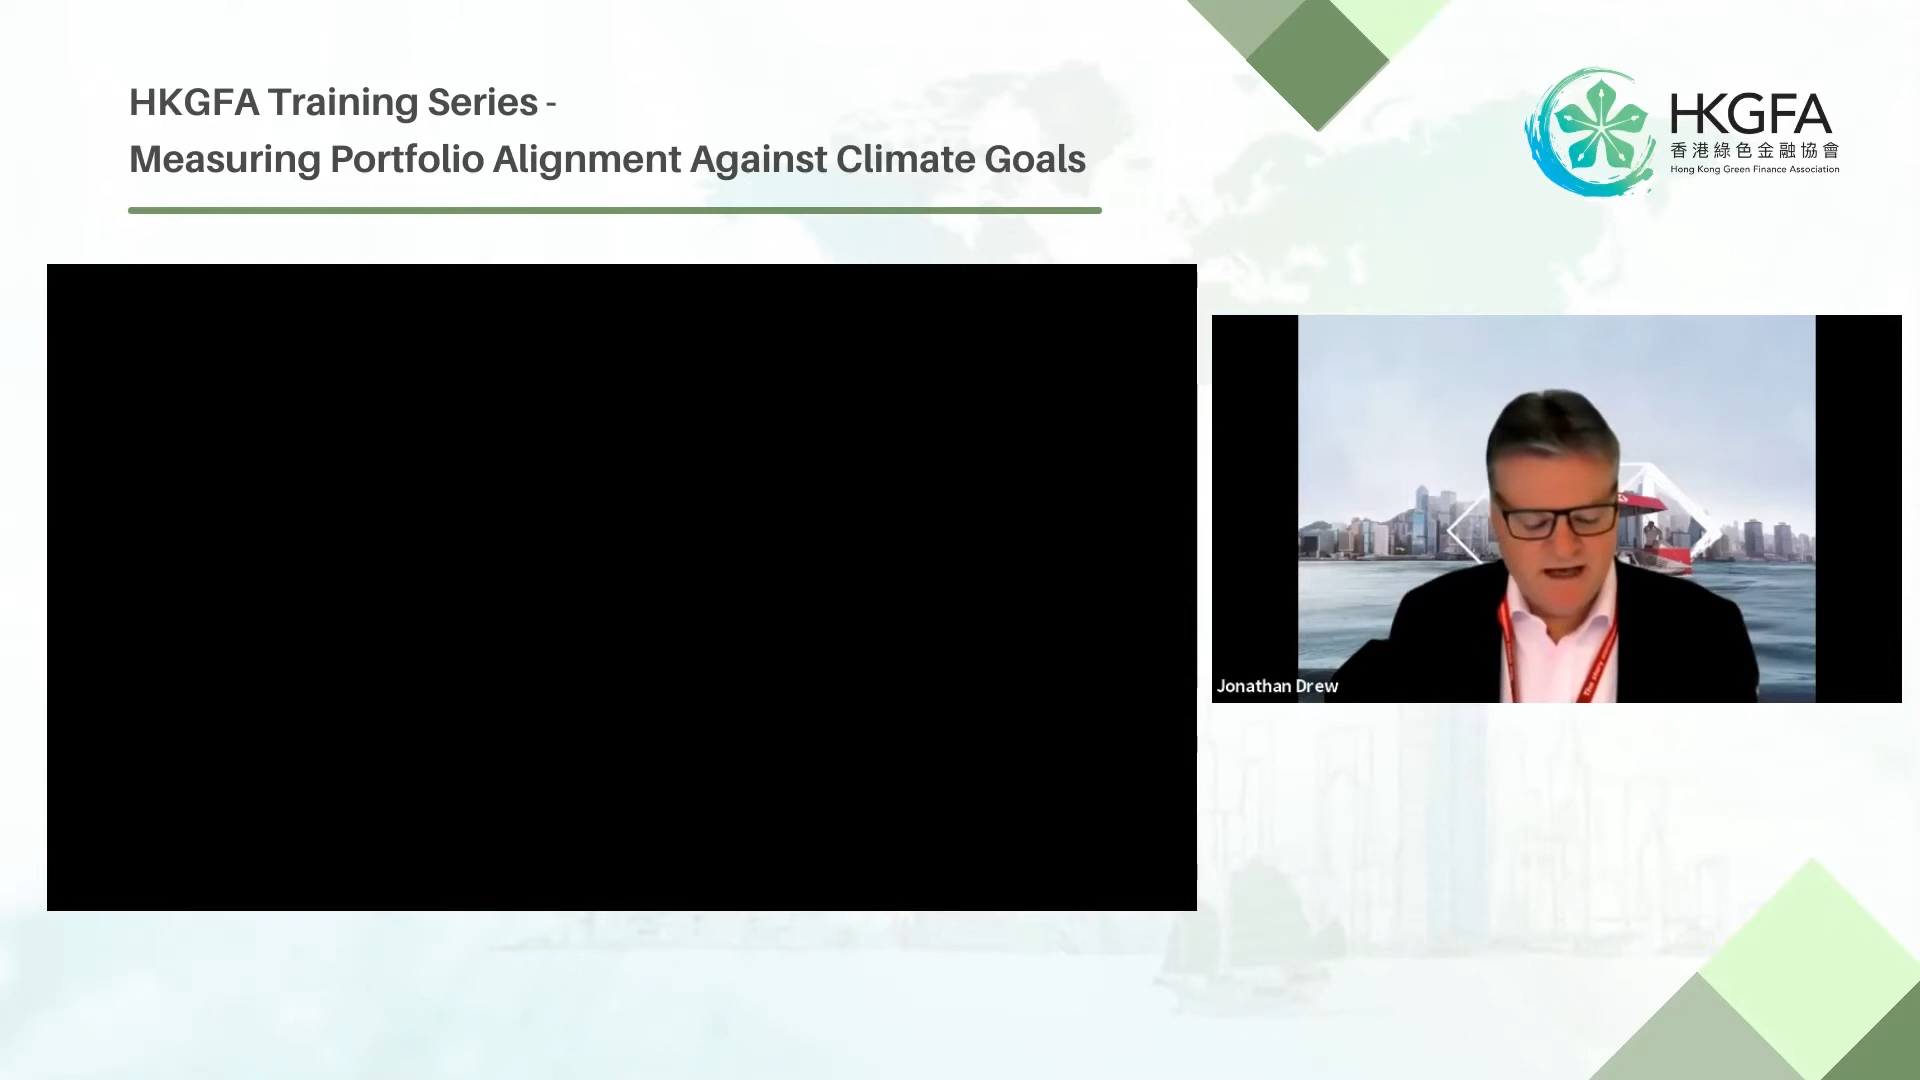 HKGFA Training Series -
Measuring Portfolio Alignment Against Climate Goals
HKGFA
香港綠色金融協會
Hong Kong Green Finance Association
Jonathan Drew